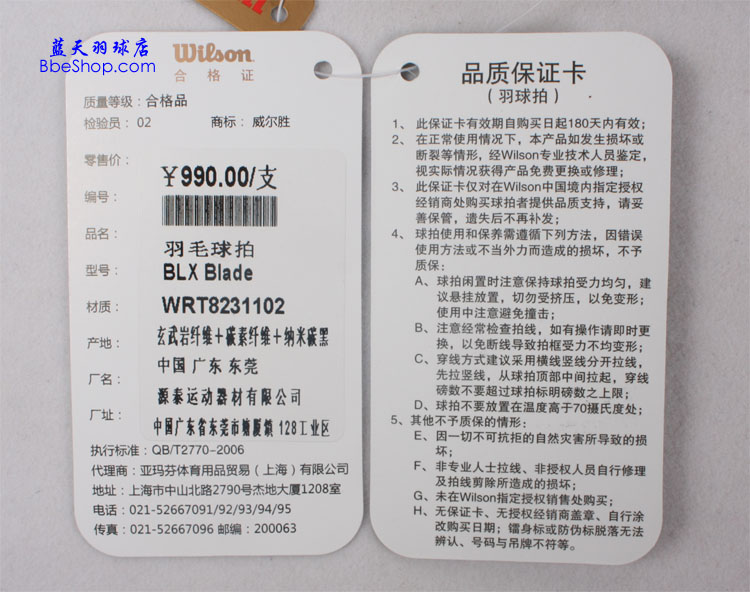 蓝天羽球店
BbeShop.com
Wilson
合格证
质量等级：合格品
检验员： 02 商标： 威尔胜
零售价： ￥990.00/支
编号：
品名： 羽毛球拍
型号： BLX Blade
材质： WRT8231102
玄武岩纤维＋碳素纤维＋纳米碳黑
产地： 中国 广东 东莞
厂名： 源泰运动器材有限公司
厂址： 中国广东省东莞市塘厦镇 128工业区
执行标准：QB/T2770-2006
代理商：亚玛芬体育用品贸易（上海）有限公司
地址：上海市中山北路2790号杰地大厦1208室
电话：021-52667091/92/93/94/95
传真：021-52667096 邮编：200063
品质保证卡
（羽球拍）
1、此保证卡有效期自购买日起180天内有效；
2、在正常使用情况下，本产品如发生损坏或
断裂等情形，经Wilson专业技术人员鉴定，
视实际情况获得产品免费更换或修理；
3、此保证卡仅对在Wilson中国境内指定授权
经销商处购买球拍者提供品质支持，请妥
善保管，遗失后不再补发；
4、球拍使用和保养需遵循下列方法，因错误
使用方法或不当外力而造成的损坏，不予
质保：
A、球拍闲置时注意保持球拍受力均匀，建
议悬挂放置，切勿受挤压，以免变形；
使用中注意避免撞击；
B、注意经常检查拍线，如有操作请即时更
换，以免断线导致拍框受力不均变形；
C、穿线方式建议采用横线竖线分开拉线，
先拉竖线，从球拍顶部中间拉起，穿线
磅数不要超过球拍标明磅数之上限；
D、球拍不要放置在温度高于70摄氏度处；
5、其他不予质保的情形：
E、因一切不可抗拒的自然灾害所导致的损
坏；
F、非专业人士拉线、非授权人员自行修理
及拍线剪除所造成的损坏；
G、未在Wilson指定授权销售处购买；
H、无保证卡、无授权经销商盖章、自行涂
改购买日期；镭身标或防伪标脱落无法
辨认、号码与吊牌不符等。